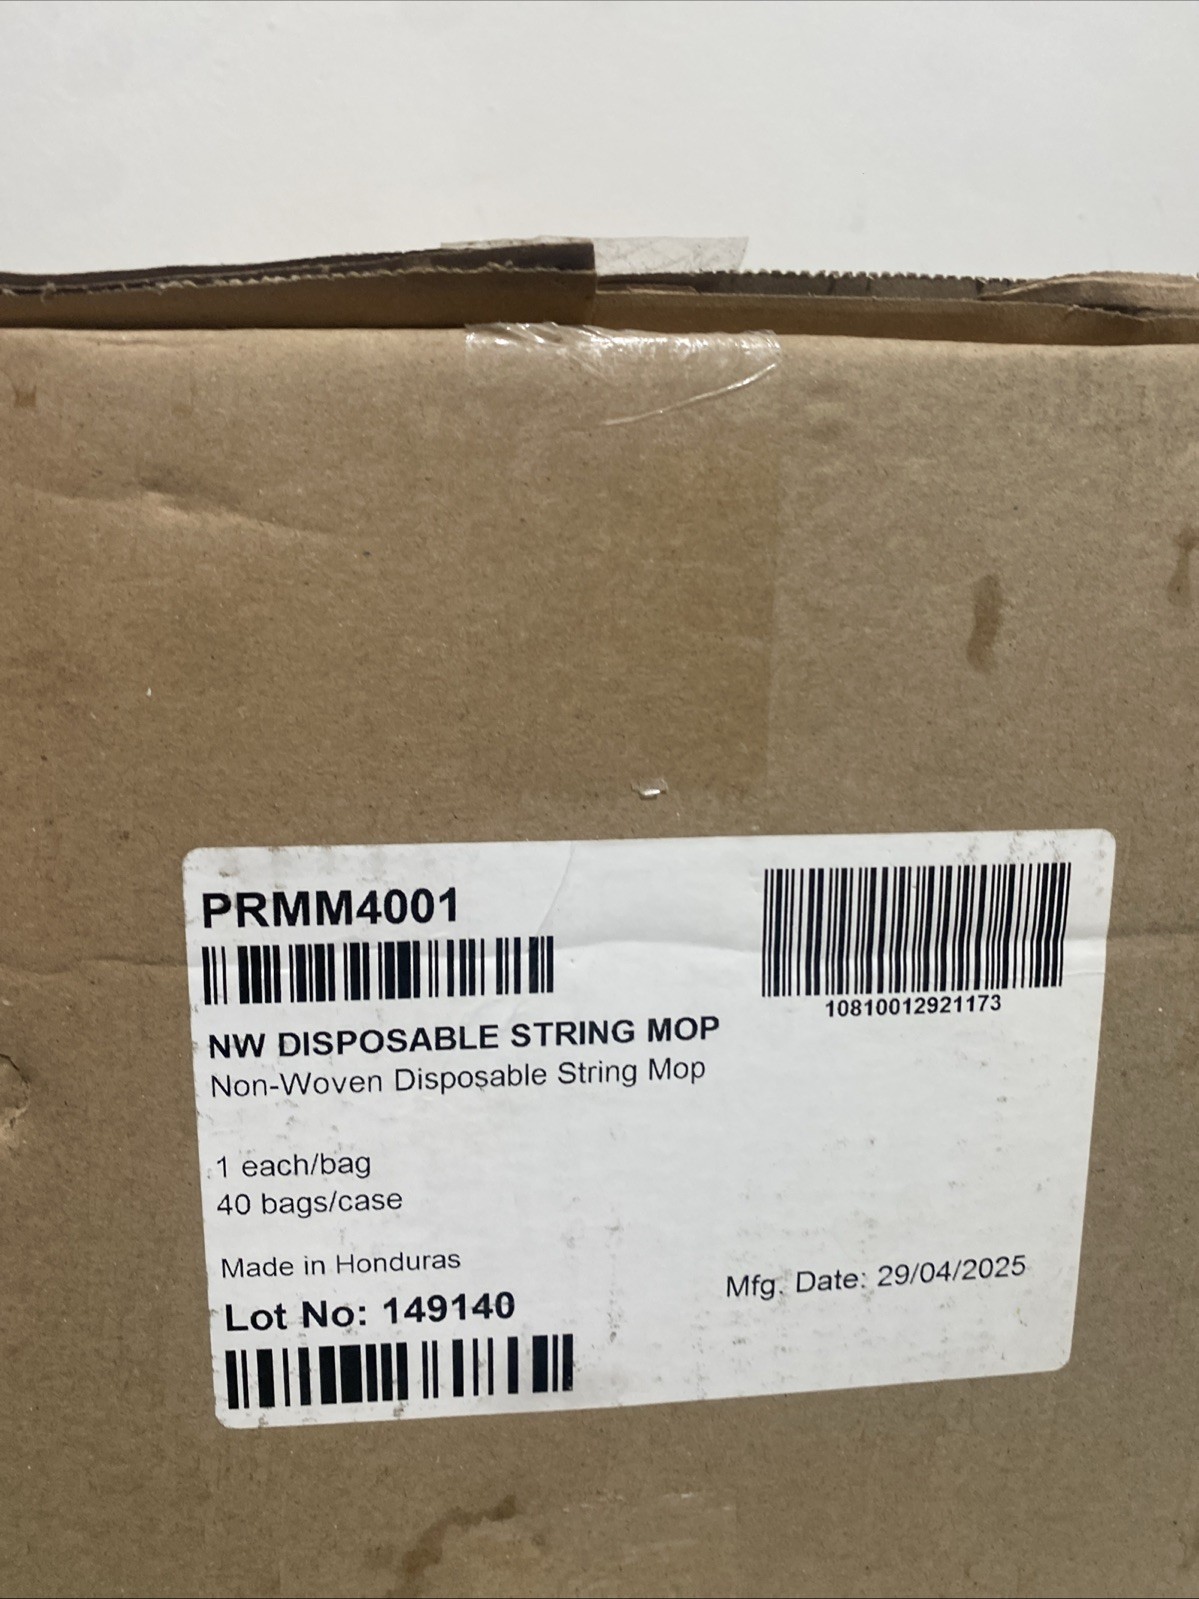 PRMM4001
10810012921173
NW DISPOSABLE STRING MOP
Non-Woven Disposable String Mop
1 each/bag
40 bags/case
Made in Honduras
Mfg. Date: 29/04/2025
Lot No: 149140